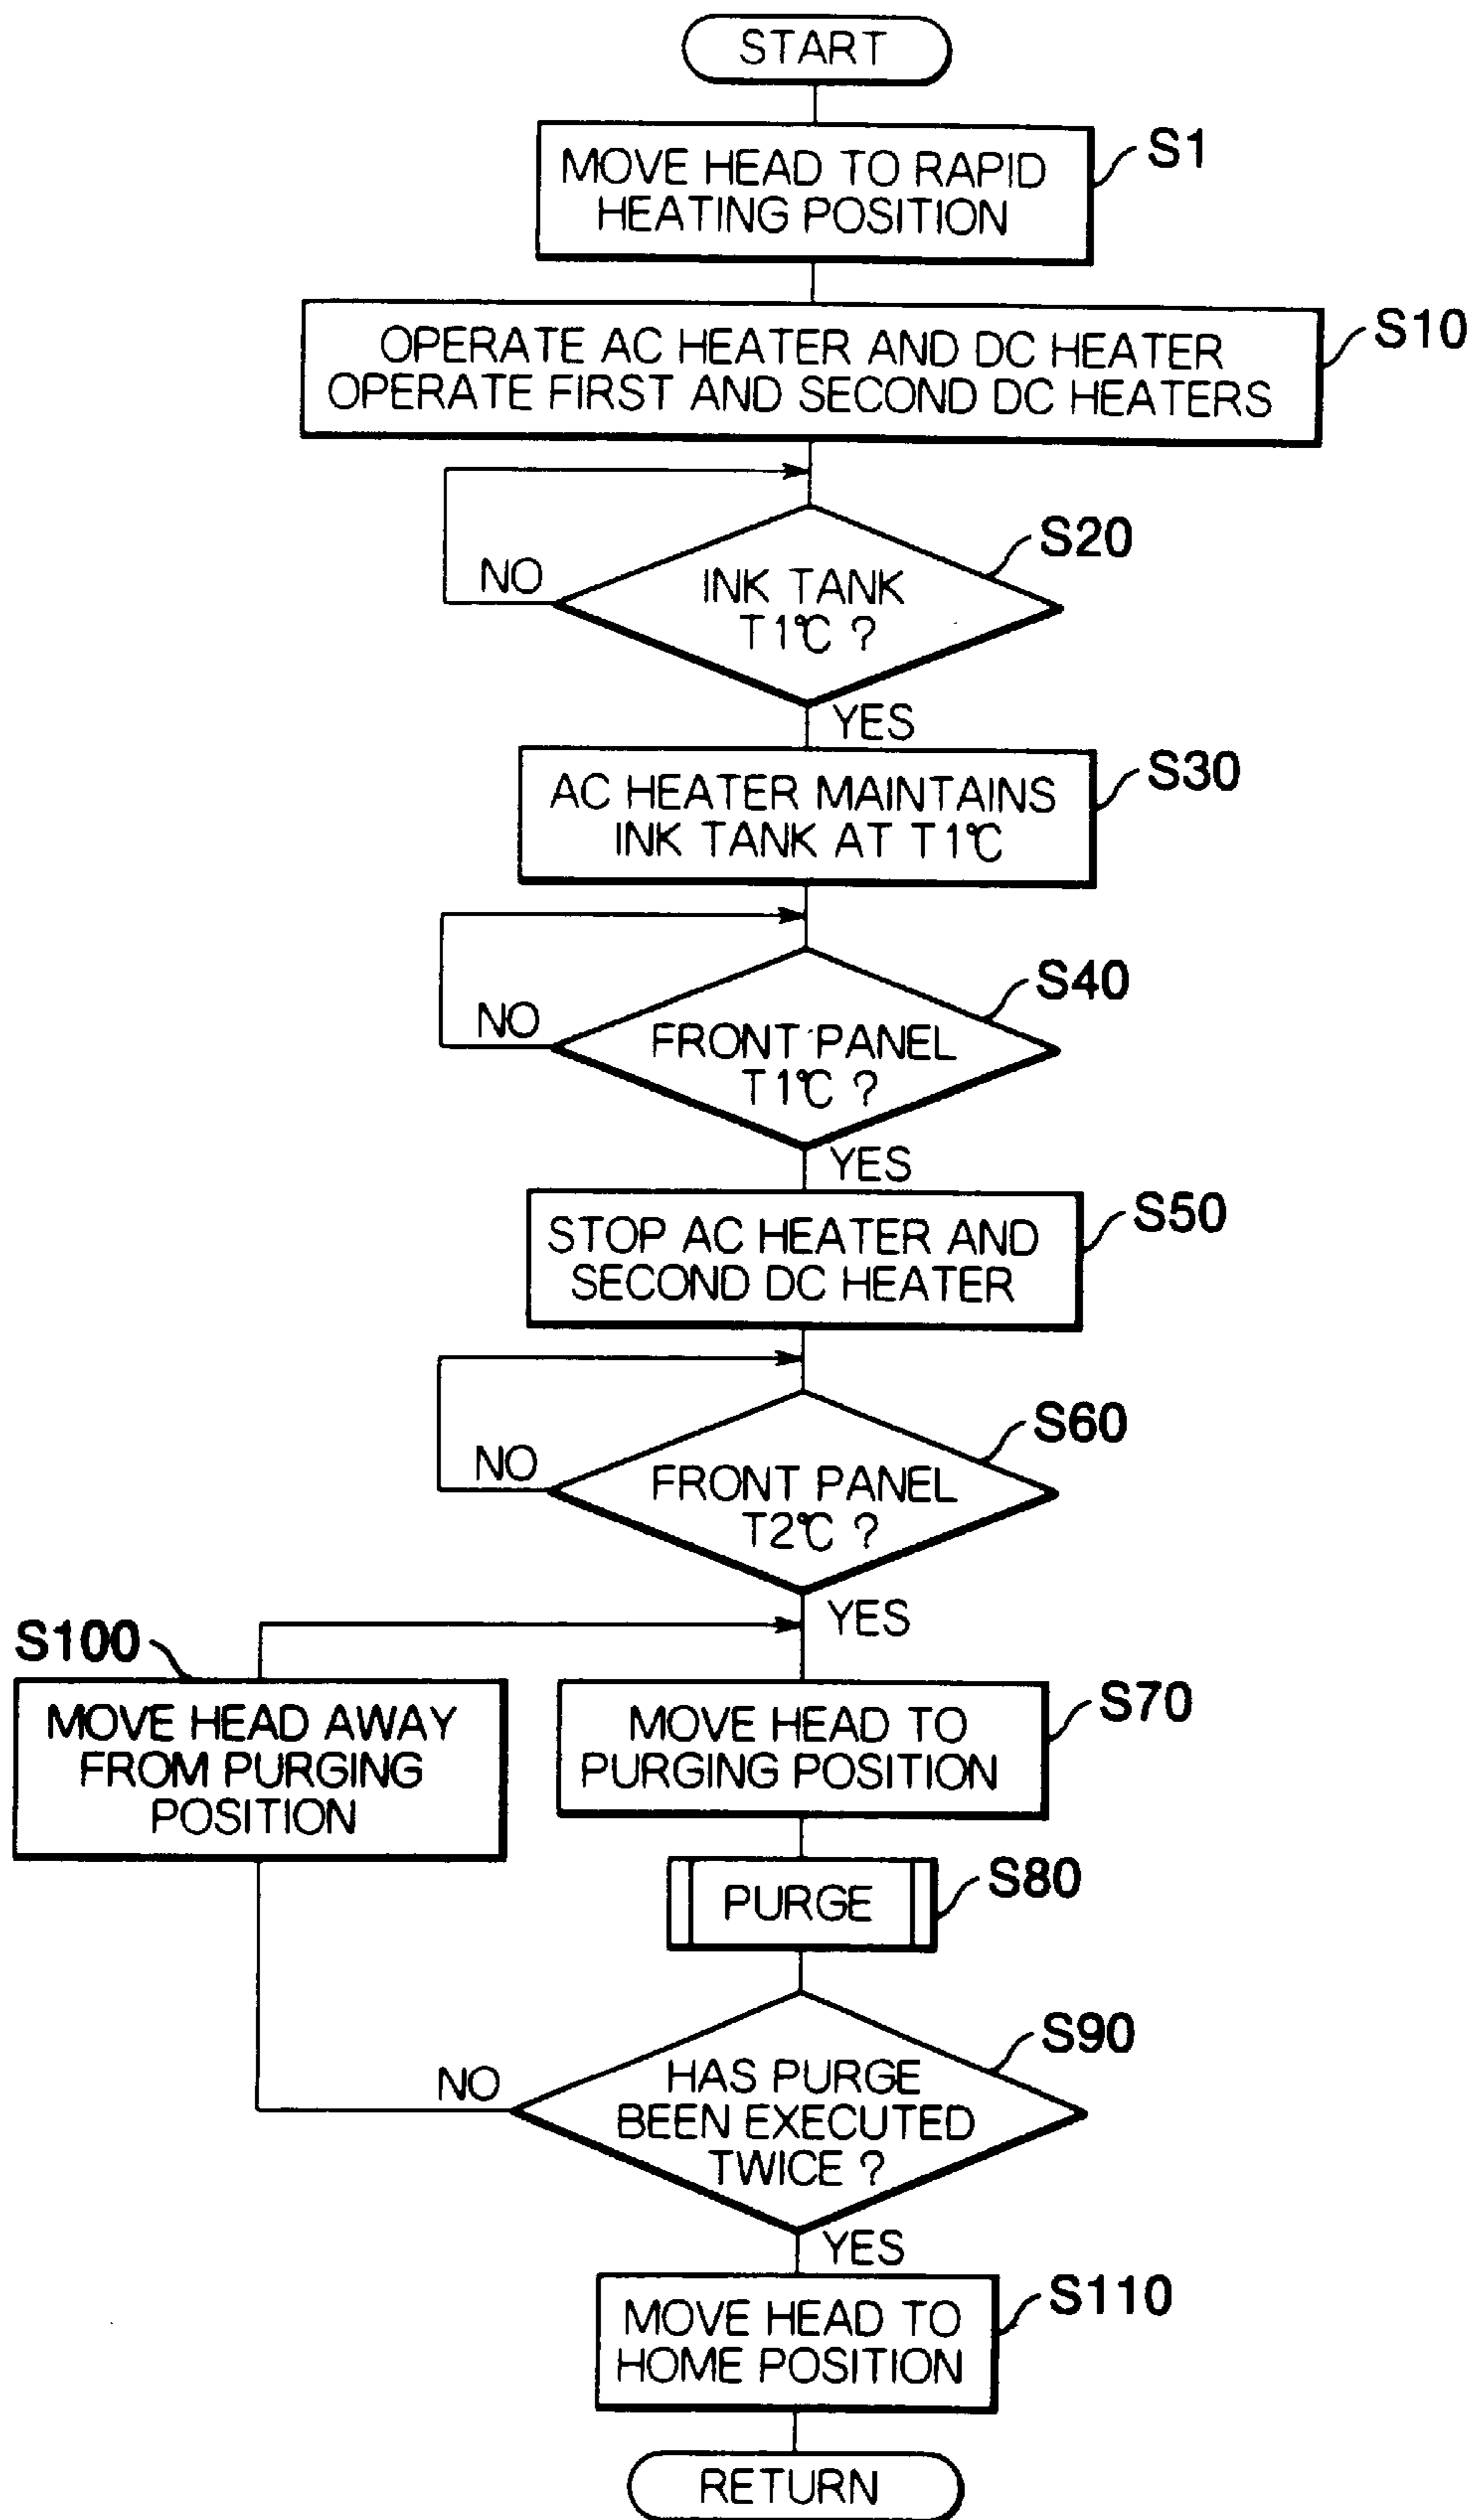 START
MOVE HEAD TO RAPID
HEATING POSITION
S1
OPERATE AC HEATER AND DC HEATER
OPERATE FIRST AND SECOND DC HEATERS
S10
S20
NO
INK TANK
T1℃ ?
YES
AC HEATER MAINTAINS
INK TANK AT T1℃
S30
S40
NO
FRONT PANEL
T1℃ ?
YES
STOP AC HEATER AND
SECOND DC HEATER
S50
S60
NO
FRONT PANEL
T2℃ ?
YES
S100
MOVE HEAD AWAY
FROM PURGING
POSITION
MOVE HEAD TO
PURGING POSITION
S70
PURGE
S80
S90
NO
HAS PURGE
BEEN EXECUTED
TWICE ?
YES
MOVE HEAD TO
HOME POSITION
S110
RETURN